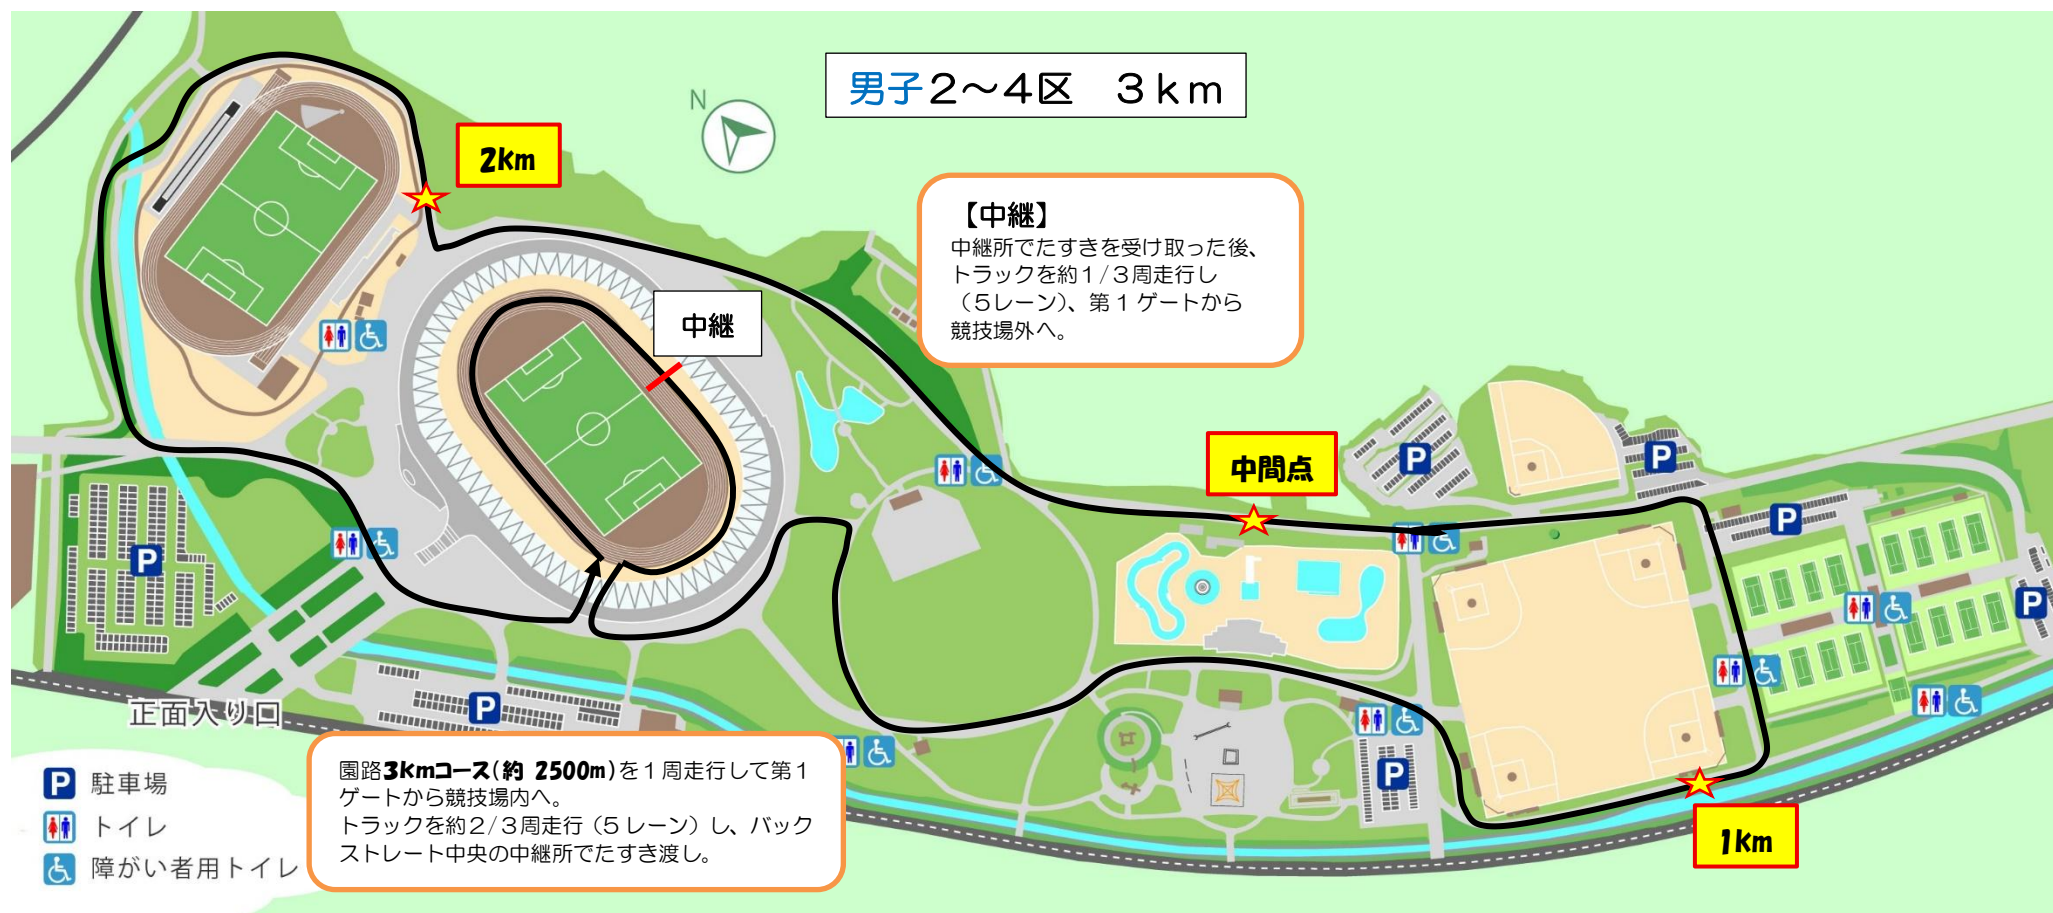 男子2～4区　3km
N
2km
【中継】
中継所でたすきを受け取った後、
トラックを約1/3周走行し
（5レーン）、第1ゲートから
競技場外へ。
中継
中間点
P
P
P
P
P
P
P
正面入り口
1km
園路3kmコース(約 2500m)を1周走行して第1
ゲートから競技場内へ。
トラックを約2/3周走行（5レーン）し、バック
ストレート中央の中継所でたすき渡し。
P 駐車場
トイレ
障がい者用トイレ